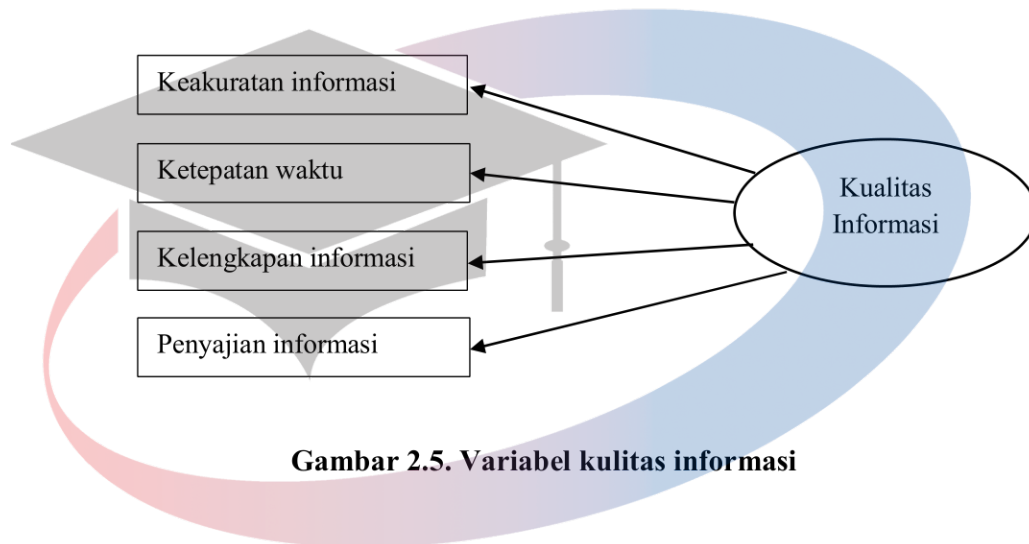 Keakuratan informasi
Ketepatan waktu
Kelengkapan informasi
Penyajian informasi
Kualitas
Informasi
Gambar 2.5. Variabel kulitas informasi